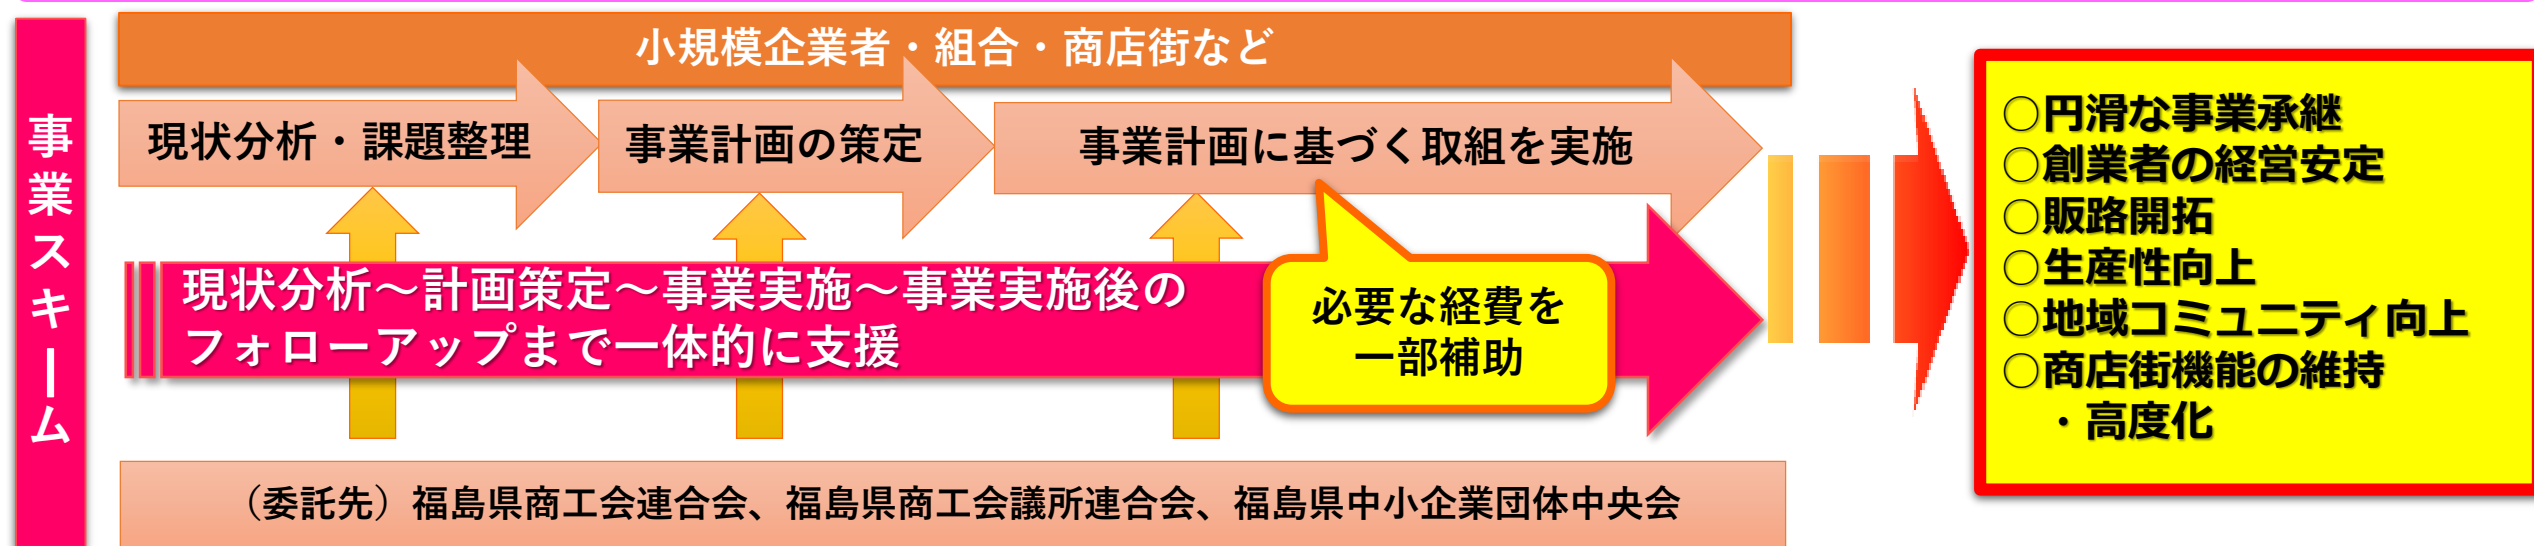 事業スキーム
小規模企業者・組合・商店街など
現状分析・課題整理
事業計画の策定
事業計画に基づく取組を実施
現状分析～計画策定～事業実施～事業実施後の
フォローアップまで一体的に支援
必要な経費を
一部補助
（委託先）福島県商工会連合会、福島県商工会議所連合会、福島県中小企業団体中央会
○円滑な事業承継
○創業者の経営安定
○販路開拓
○生産性向上
○地域コミュニティ向上
○商店街機能の維持
・高度化